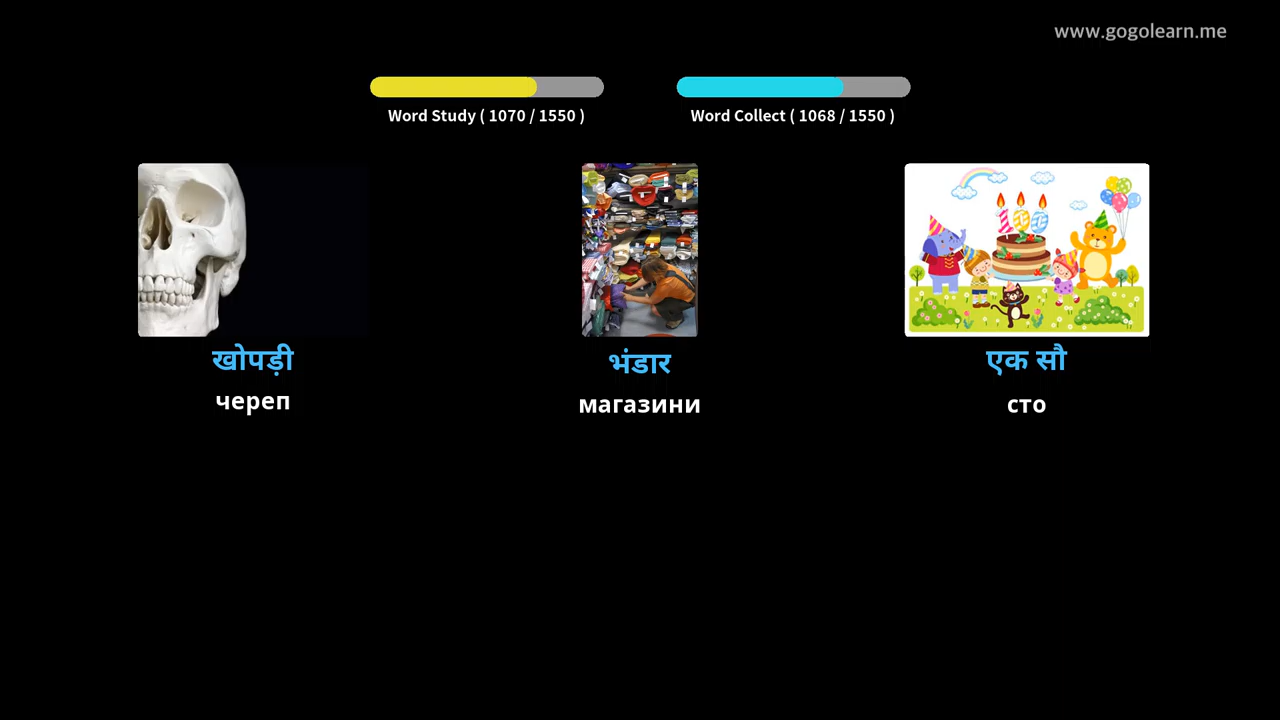 www.gogolearn.me
Word Study ( 1070 / 1550 )
Word Collect ( 1068 / 1550 )
खोपड़ी
भंडार
एक सौ
череп
магазини
сто